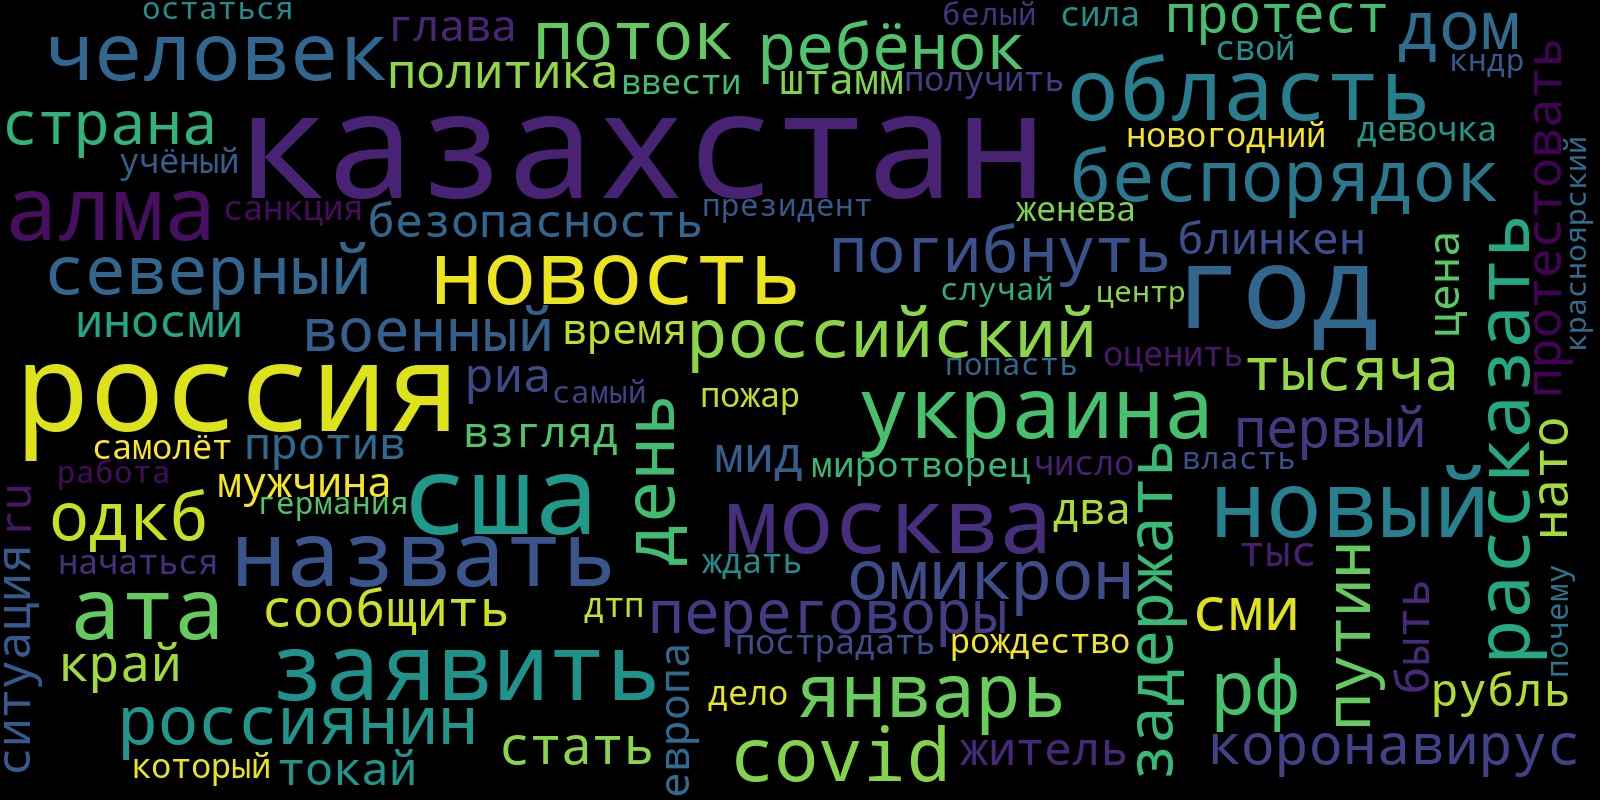 остаться
глава
поток
белый
сила
протест
дом
человек
ребёнок
свой
кндр
политика
ввести
штамм
получить
область
протестовать
страна
казахстан
новогодний
девочка
учёный
беспорядок
красноярский
алма
санкция
безопасность
президент
женева
северный
новость
погибнуть
блинкен
год
цена
рассказать
иносми
военный
время
российский
случай
центр
попасть
оценить
тысяча
россия
риа
самый
пожар
украина
первый
нато
самолёт
против
взгляд
день
мид
миротворец
число
власть
работа
мужчина
германия
сша
москва
два
новый
одкб
ru
ситуация
начаться
назвать
ждать
омикрон
задержать
тыс
путин
быть
почему
ата
сообщить
дтп
переговоры
пострадать
рождество
сми
край
заявить
европа
дело
январь
рф
рубль
россиянин
стать
covid
житель
коронавирус
который
токай